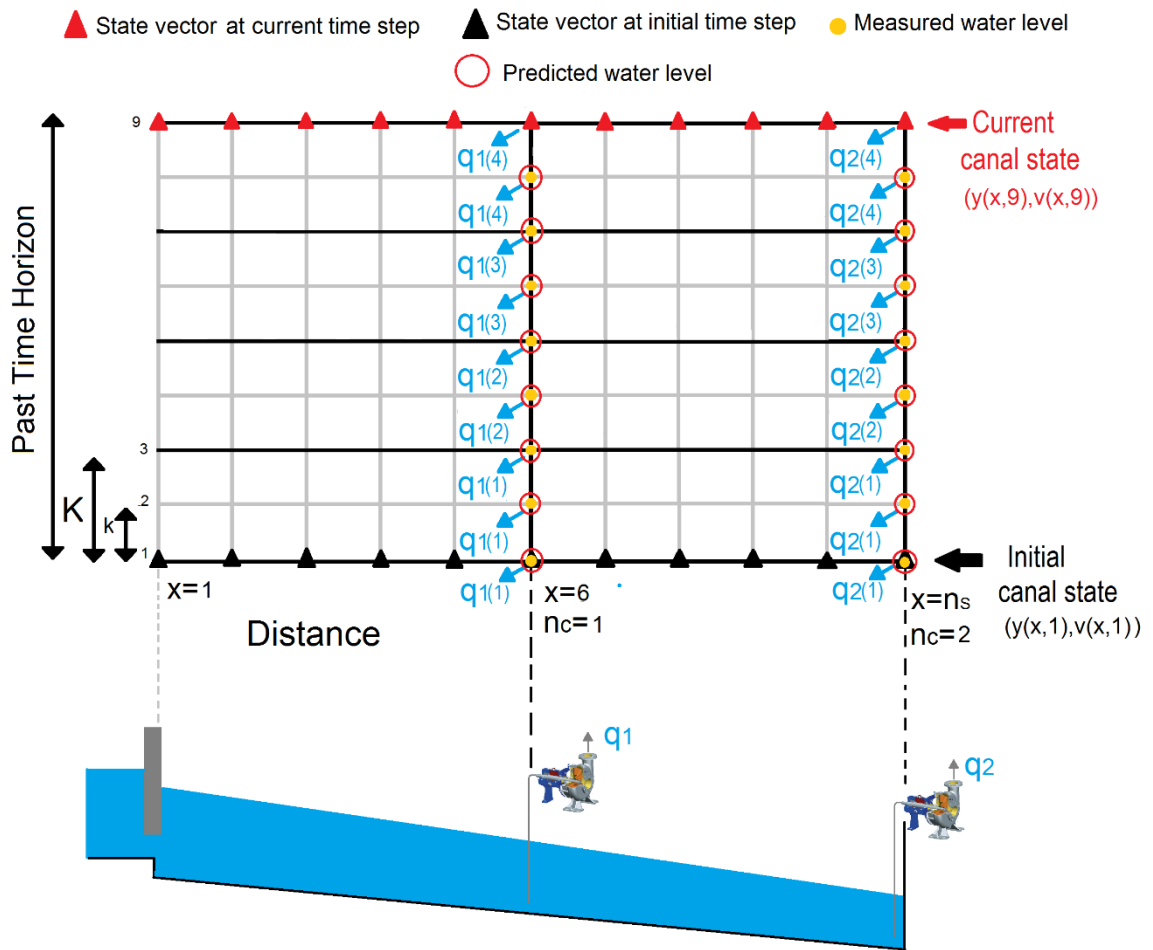 State vector at current time step
State vector at initial time step
Measured water level
Predicted water level
Past Time Horizon
9
3
2
1
K
k
q1(4)
q1(4)
q1(3)
q1(3)
q1(2)
q1(2)
q1(1)
q1(1)
q1(1)
q2(4)
q2(4)
q2(3)
q2(3)
q2(2)
q2(2)
q2(1)
q2(1)
q2(1)
Current
canal state
(y(x,9),v(x,9))
Initial
canal state
(y(x,1),v(x,1))
x=1
x=6
nc=1
x=ns
nc=2
Distance
q1
q2